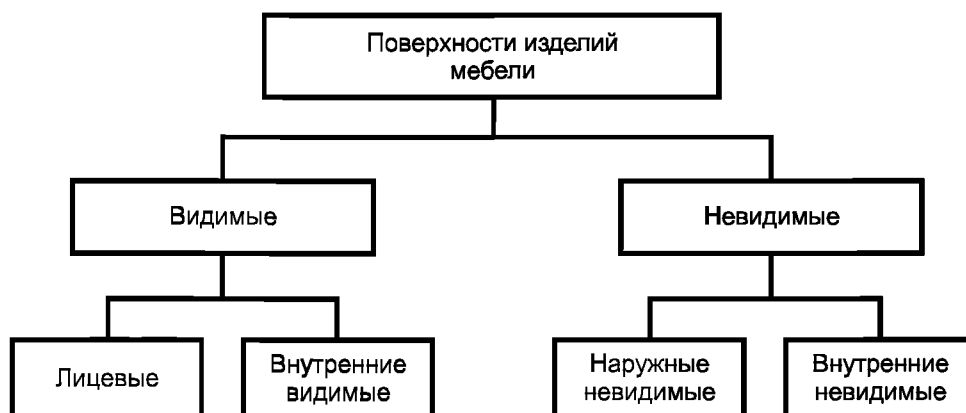 Поверхности изделий
мебели
Видимые
Невидимые
Лицевые
Внутренние
видимые
Наружные
невидимые
Внутренние
невидимые